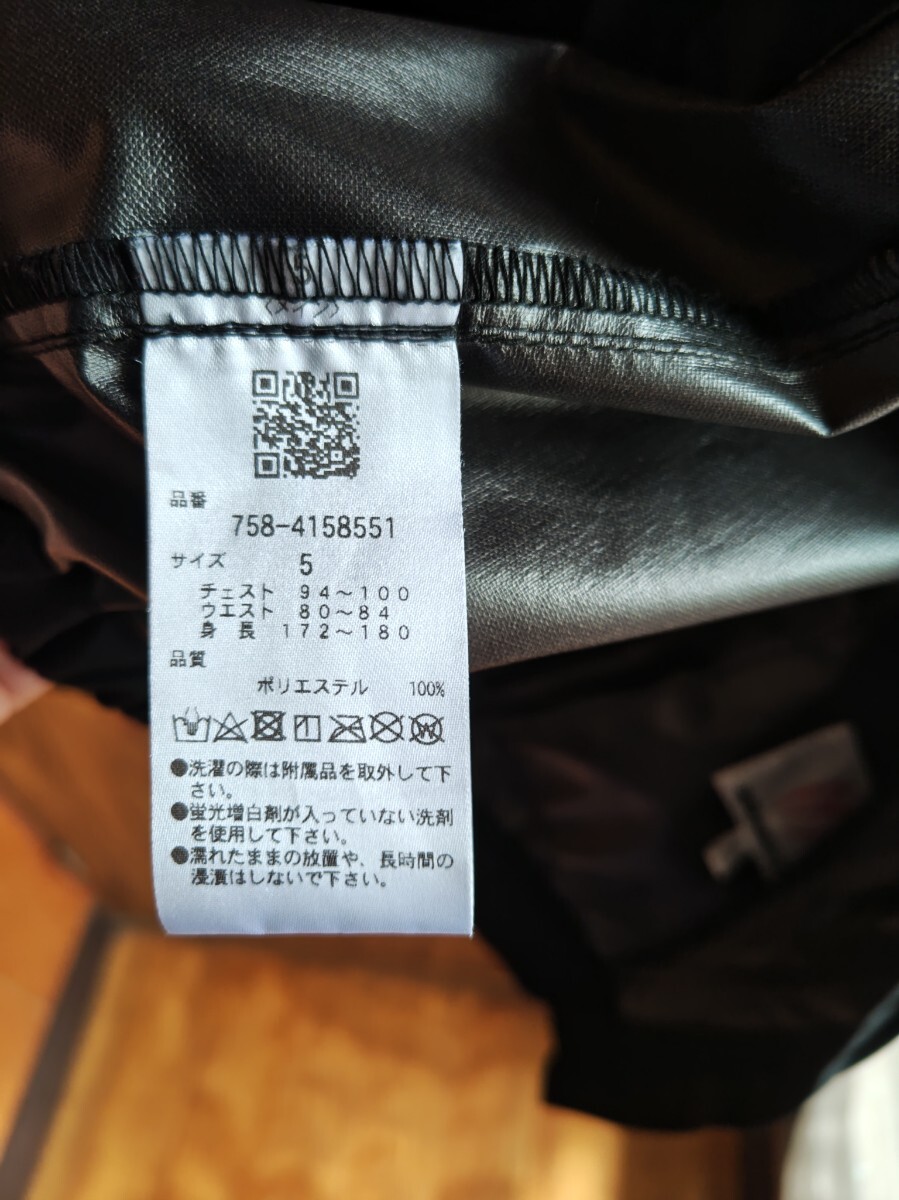 品番
758-4158551
サイズ 5
チェスト 94～100
ウエスト 80～84
身長 172～180
品質
ポリエステル 100%
●洗濯の際は附属品を取外して下
さい。
●蛍光増白剤が入っていない洗剤
を使用して下さい。
●濡れたままの放置や、長時間の
浸漬はしないで下さい。